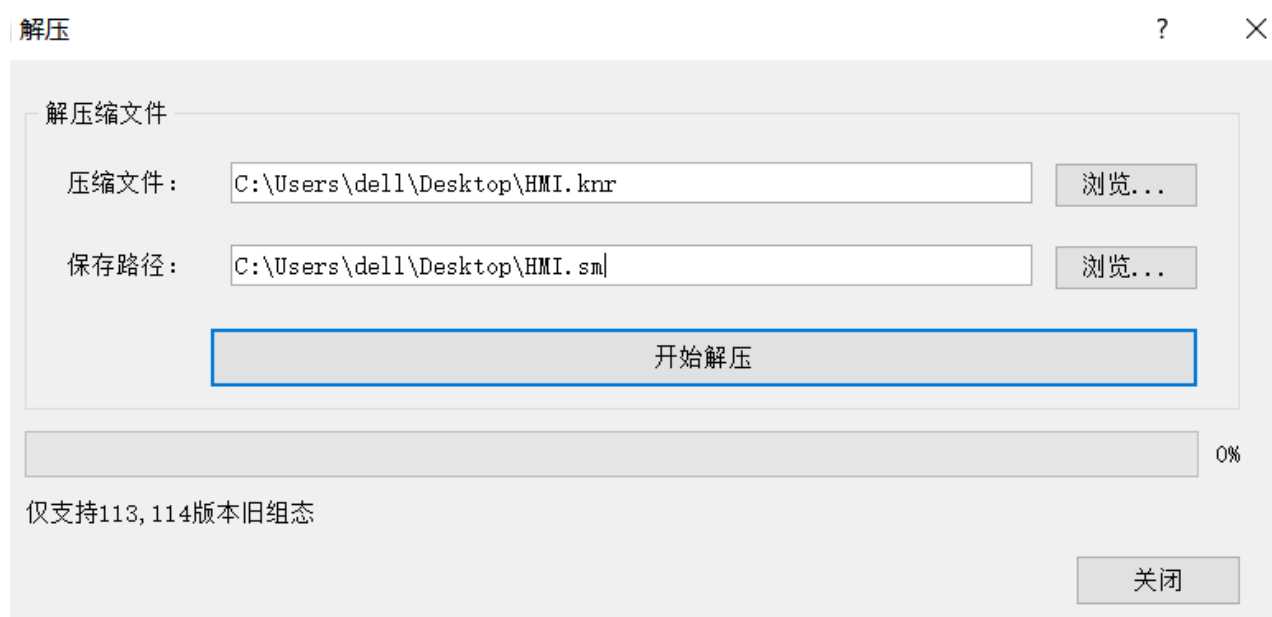 解压
?
解压缩文件
压缩文件: C:\Users\dell\Desktop\HMI.knr 浏览...
保存路径: C:\Users\dell\Desktop\HMI.sm 浏览...
开始解压
0%
仅支持113,114版本旧组态
关闭